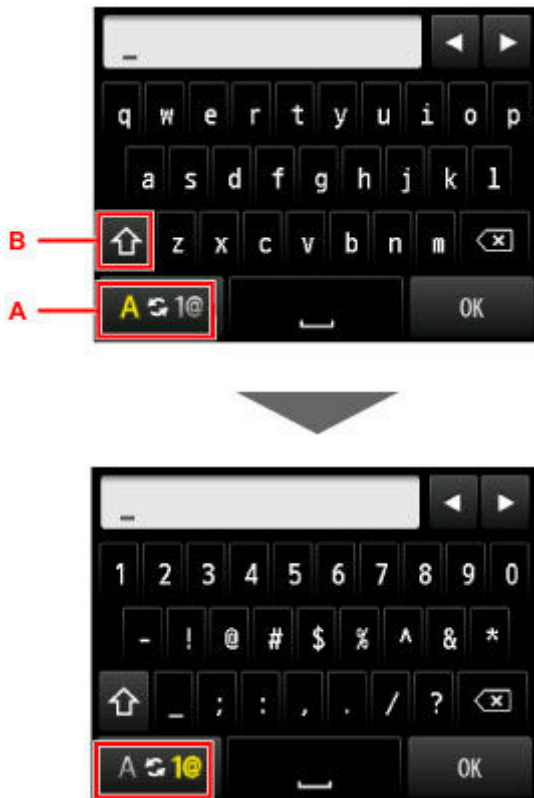 _
q w e r t y u i o p
a s d f g h j k l
B z x c v b n m
A A 1@ OK
_
1 2 3 4 5 6 7 8 9 0
- ! @ # $ % ^ & *
_ ; : , . / ?
A 1@ OK